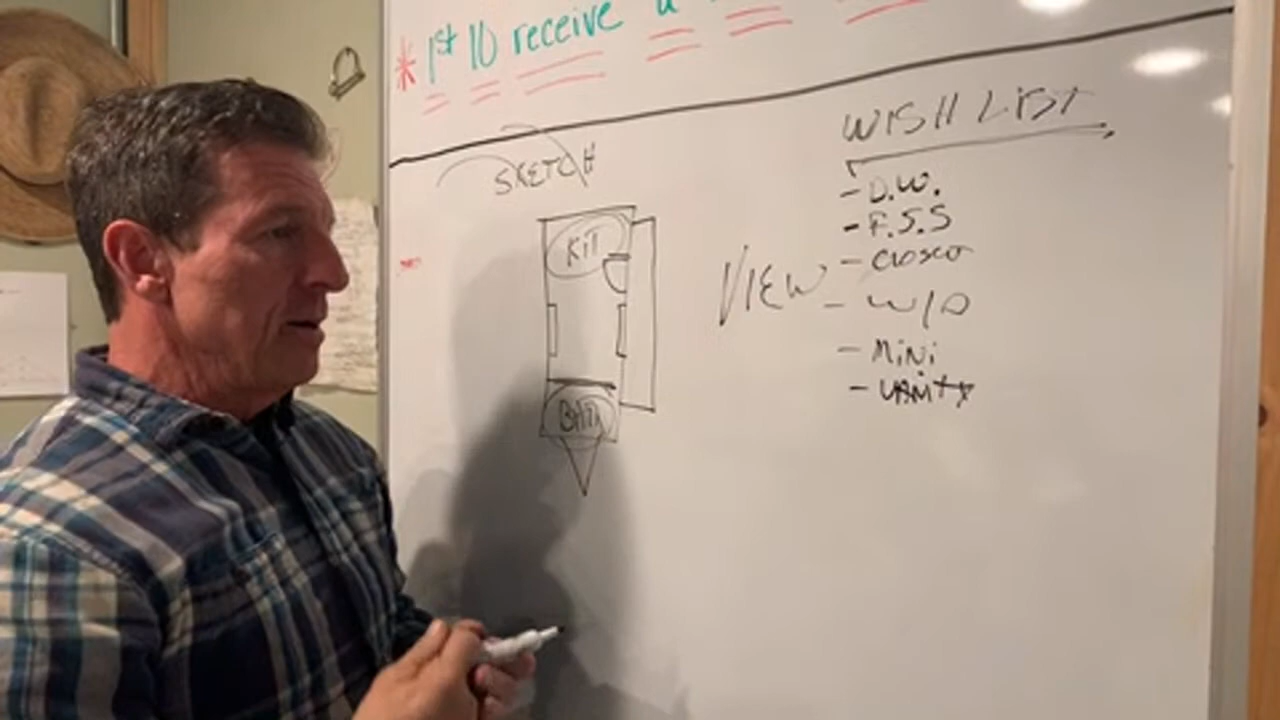 * 1st 10 receive a
WISH LIST
SKETCH
- D.W.
- F.S.S
KIT
- closet
VIEW
- W/D
- Mini
- VANITY
BATH